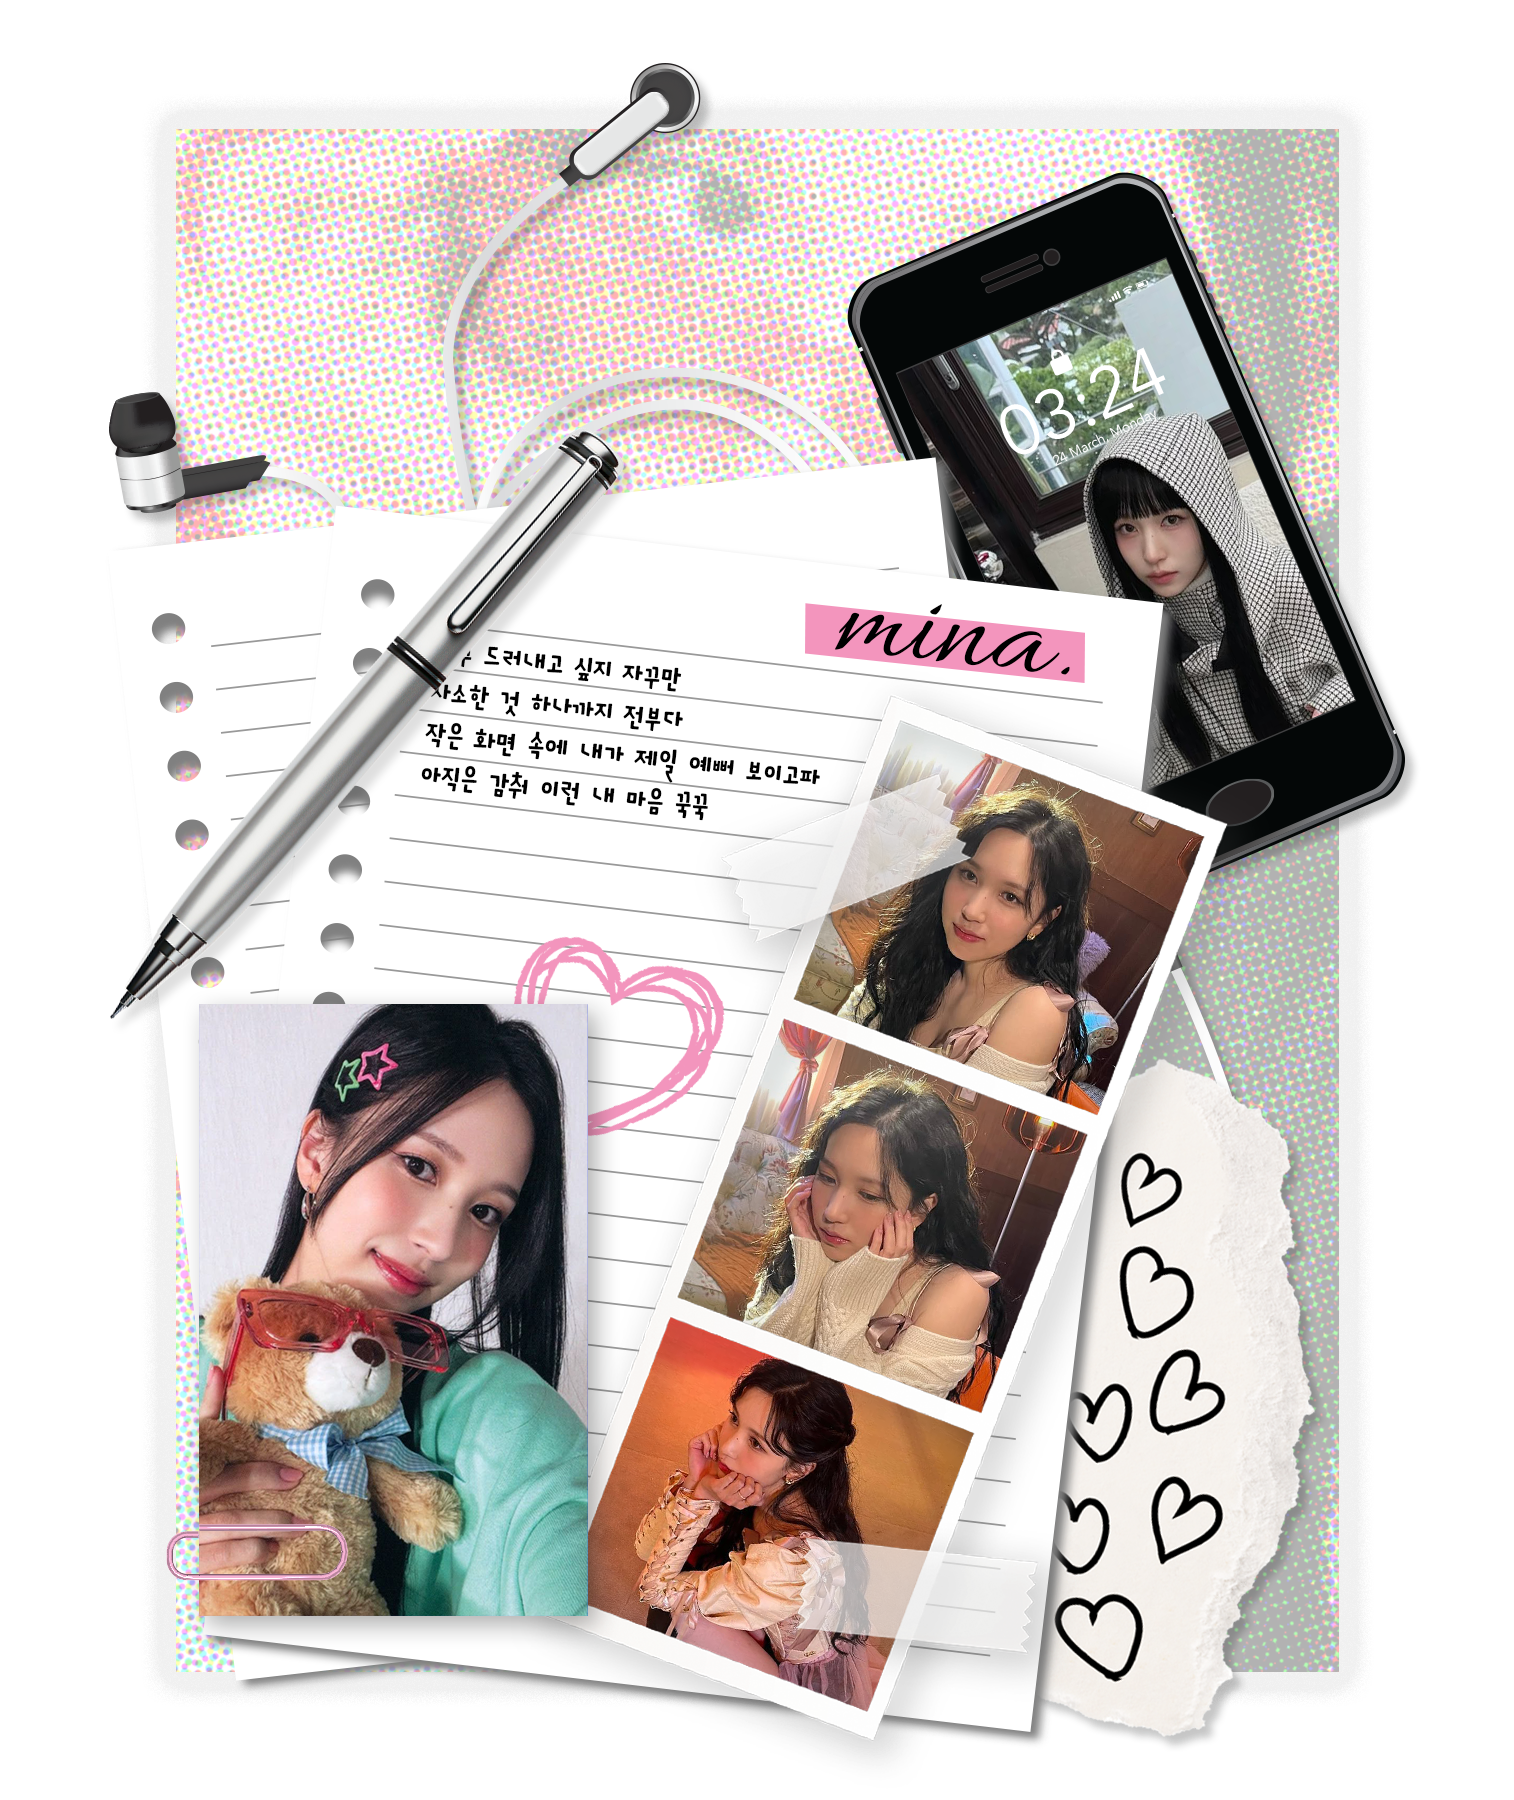 03:24
24 March, Monday
mina.
드러내고 싶지 자꾸만
사소한 것 하나까지 전부다
작은 화면 속에 내가 제일 예뻐 보이고파
아직은 감춰 이런 내 마음 꾹꾹